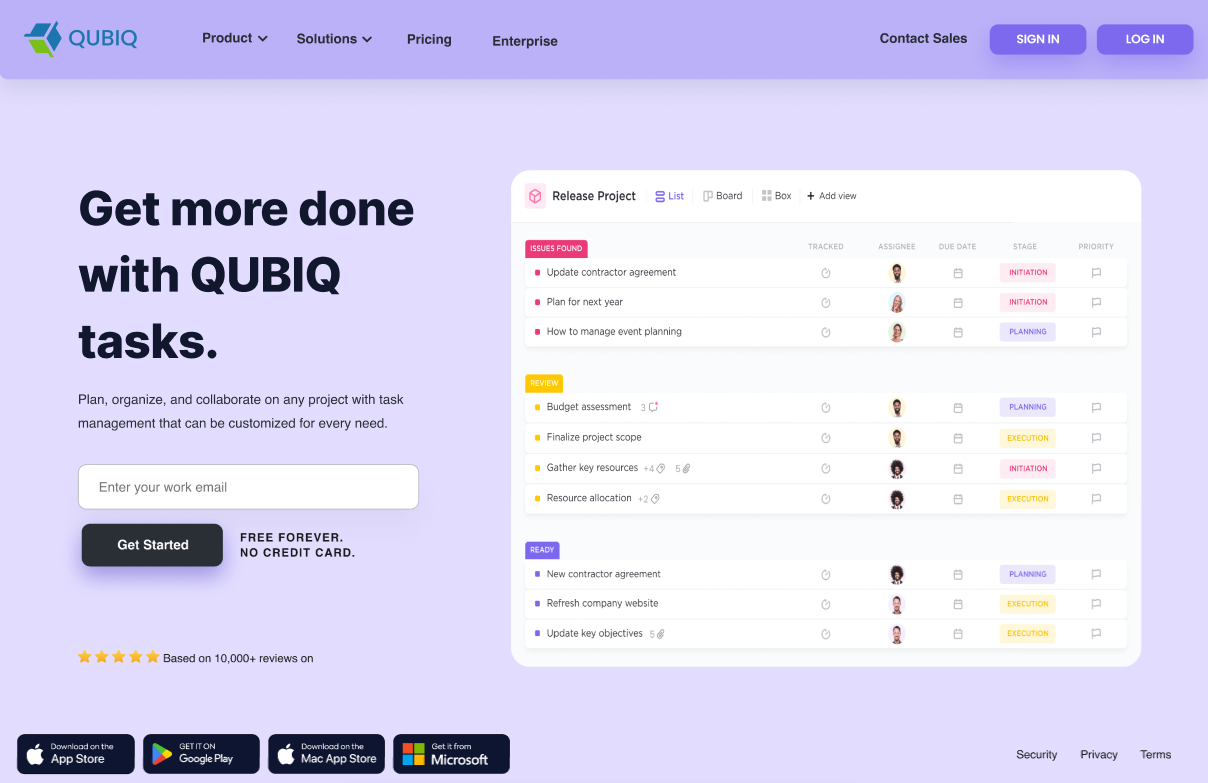 QUBIQ
Product
Solutions
Pricing
Enterprise
Contact Sales
SIGN IN
LOG IN
Get more done
with QUBIQ
tasks.
Plan, organize, and collaborate on any project with task
management that can be customized for every need.
Enter your work email
Get Started
FREE FOREVER.
NO CREDIT CARD.
Based on 10,000+ reviews on
Release Project
List
Board
Box
+ Add view
ISSUES FOUND
TRACKED
ASSIGNEE
DUE DATE
STAGE
PRIORITY
Update contractor agreement
INITIATION
Plan for next year
INITIATION
How to manage event planning
PLANNING
REVIEW
Budget assessment 3
PLANNING
Finalize project scope
EXECUTION
Gather key resources +4 5
INITIATION
Resource allocation +2
EXECUTION
READY
New contractor agreement
PLANNING
Refresh company website
EXECUTION
Update key objectives 5
EXECUTION
Download on the
App Store
GET IT ON
Google Play
Download on the
Mac App Store
Get it from
Microsoft
Security
Privacy
Terms